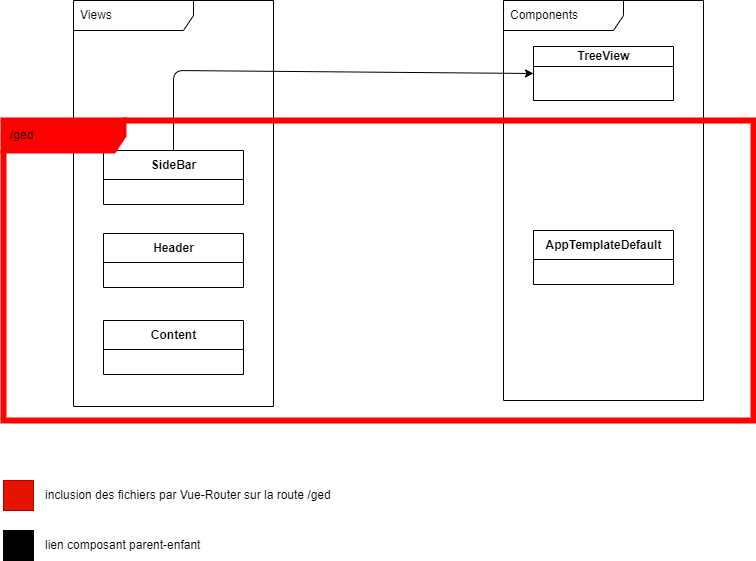 Views
Components
TreeView
/ged
SideBar
Header
AppTemplateDefault
Content
inclusion des fichiers par Vue-Router sur la route /ged
lien composant parent-enfant